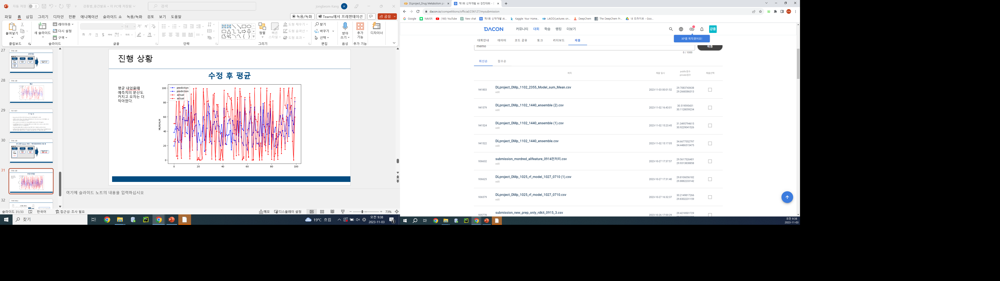 자동 저장 끔 강종범_중간발표 • 이 PC에 저장됨 검색 jongbeom Kang JK
파일 홈 삽입 그리기 디자인 전환 애니메이션 슬라이드 쇼 녹음/녹화 검토 보기 도움말 녹음/녹화 Teams에서 프레젠테이션 공유
붙여넣기 새 슬라이드 레이아웃 다시 설정 구역 14 정렬 빠른 스타일 도형 채우기 도형 윤곽선 도형 효과 찾기 바꾸기 선택 받아쓰기 추가 기능 디자이너
클립보드 슬라이드 글꼴 단락 그리기 편집 음성 추가 기능
27
28
29
30
31
32
진행 상황
수정 후 평균
평균 내었을때
예측치의 분산도
커지고 오차는 더
작아졌다.
prediction
prediction
actual
actual
MLM/HLM
100
80
60
40
20
0
0 20 40 60 80 100
여기에 슬라이드 노트의 내용을 입력하십시오
슬라이드 31/33 한국어 접근성: 조사 필요 메모 디스플레이 설정 73%
찾기 19°C 흐림 오전 9:38
2023-11-03
DLproject_Drug Metabolism p 제1회 신약개발 AI 경진대회 -
dacon.io/competitions/official/236127/mysubmission
Google NAVER (160) YouTube New chat 제1회 신약개발 AI... Kaggle: Your Home... LAIDD(Lectures on... DeepChem The DeepChem Pr... 내 드라이브 – Goo...
DACON 커뮤니티 대회 학습 랭킹 더보기 강종
XP를 획득했어요!
대회안내 데이터 코드 공유 토크 리더보드 제출
memo 제출
0 / 1000
최신순 점수순
제목 제출 일시 public점수 제출선택
private점수
941803 DLproject_DMp_1102_2355_Model_sum_Mean.csv 2023-11-03 00:01:52 29.7083743638
edit 29.2668386313
941579 DLproject_DMp_1102_1440_ensemble (2).csv 2023-11-02 16:43:01 30.519595431
edit 30.1128059234
941524 DLproject_DMp_1102_1440_ensemble (1).csv 2023-11-02 15:23:45 31.3495794615
edit 30.9229041526
941522 DLproject_DMp_1102_1440_ensemble.csv 2023-11-02 15:17:05 34.6677552797
edit 34.4486515475
936632 submission_mordred_allfeature_0914전처리.csv 2023-10-27 17:37:57 29.5617526401
edit 29.9313838858
936625 DLproject_DMp_1025_rf_model_1027_0710 (1).csv 2023-10-27 17:31:40 29.8106056182
edit 29.8882233142
936579 DLproject_DMp_1025_rf_model_1027_0710.csv 2023-10-27 16:32:37 30.2149817266
edit 29.8302231159
935778 submission_new_prep_only_rdkit_0915_3.csv 2023-10-26 17:00:29 29.4218501729
오전 9:38
2023-11-03